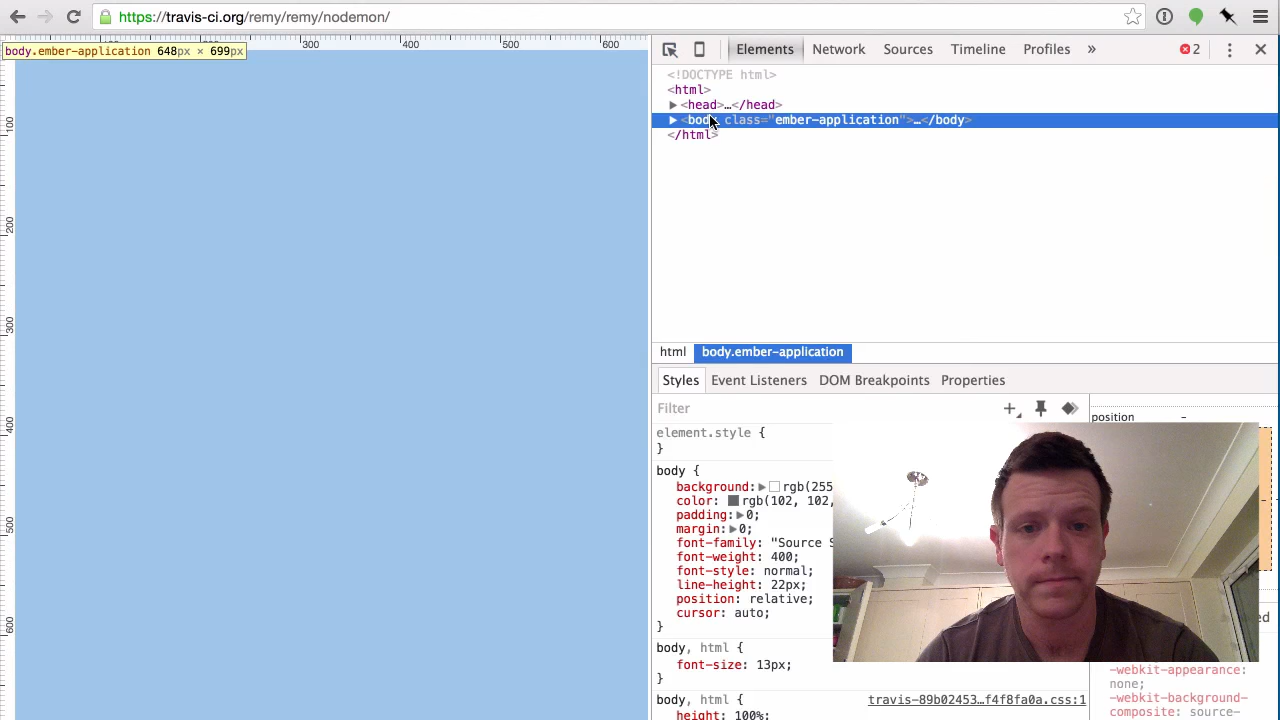 https://travis-ci.org/remy/remy/nodemon/
body.ember-application 648px × 699px
300 400 500 600
Elements Network Sources Timeline Profiles » 2
<!DOCTYPE html>
<html>
▶<head>…</head>
▶<body class="ember-application">…</body>
</html>
100
200
300
400
500
600
html body.ember-application
Styles Event Listeners DOM Breakpoints Properties
Filter
position –
element.style {
}
body {
background:▶ rgb(255
color: rgb(102, 102,
padding:▶0;
margin:▶0;
font-family: "Source S
font-weight: 400;
font-style: normal;
line-height: 22px;
position: relative;
cursor: auto;
}
body, html {
font-size: 13px;
}
body, html { travis-89b02453…f4f8fa0a.css:1
height: 100%;
-webkit-appearance:
none;
-webkit-background-
composite: source-